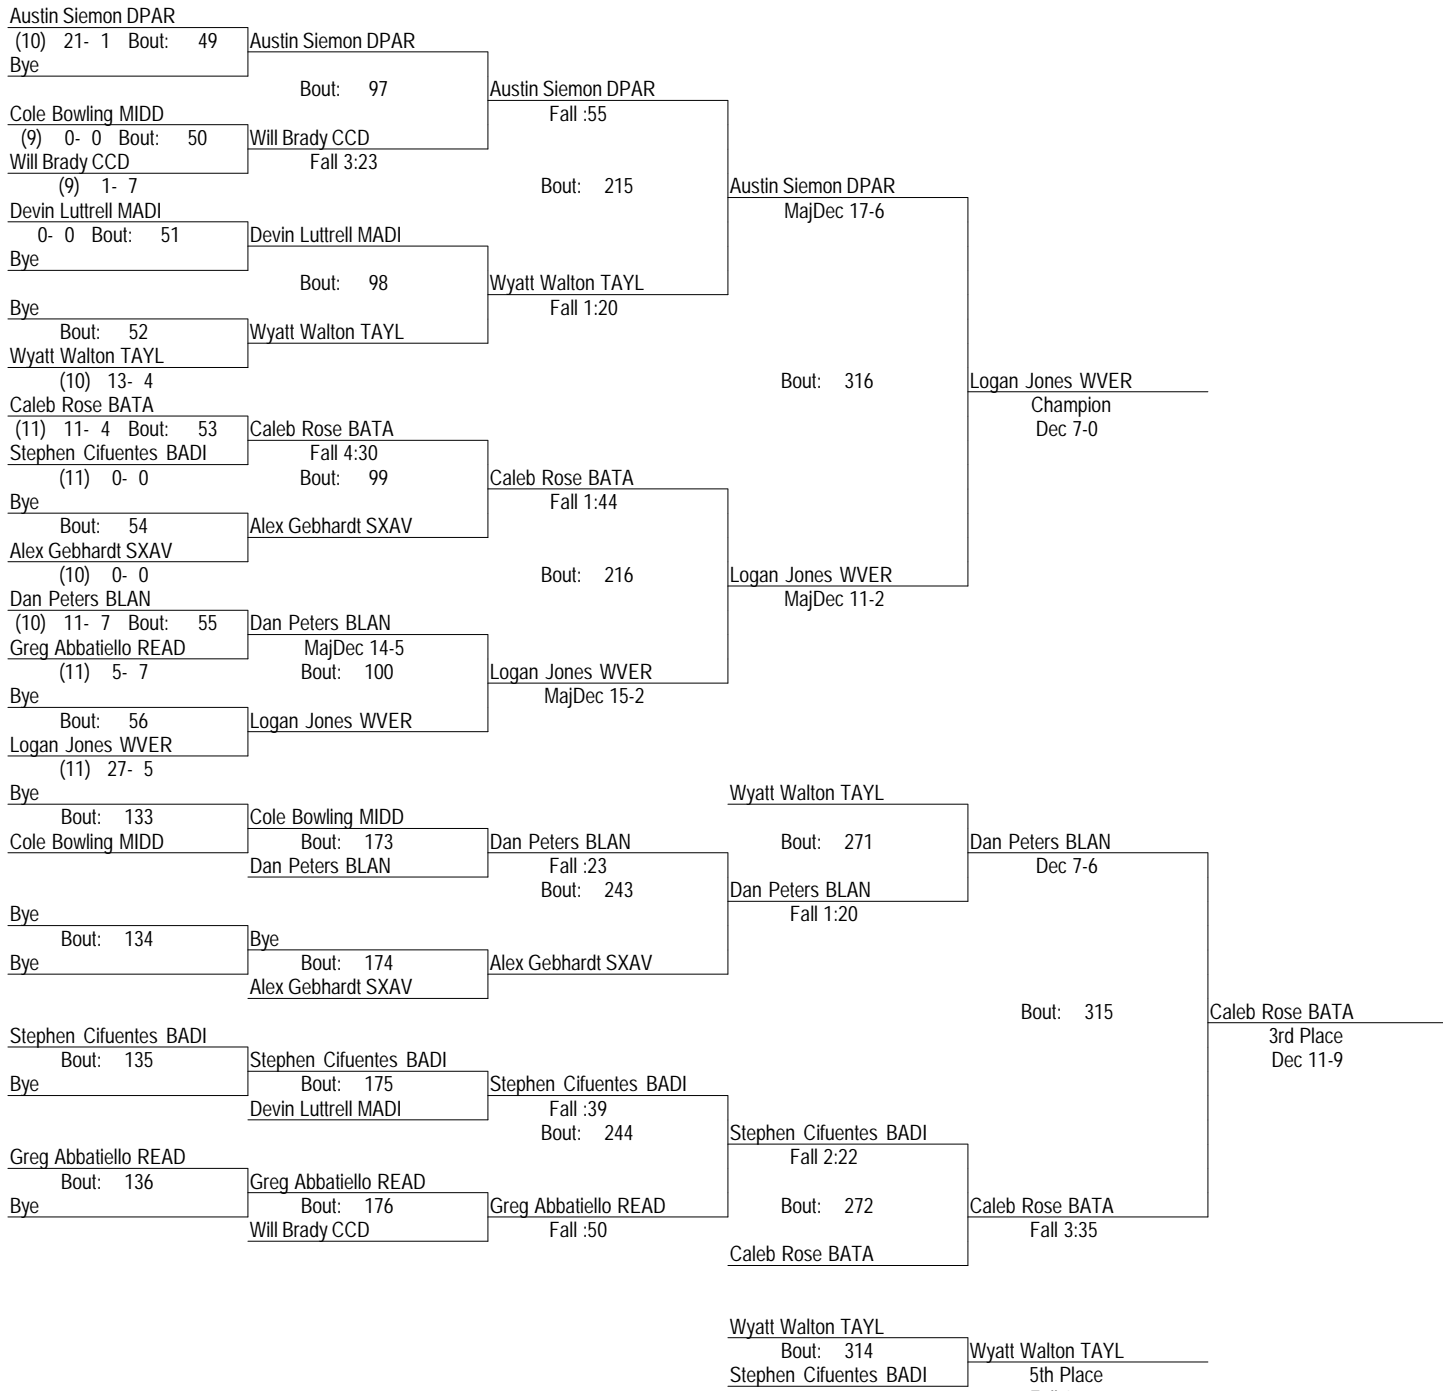 Austin Siemon DPAR
(10) 21- 1 Bout: 49 Austin Siemon DPAR
Bye
Bout: 97 Austin Siemon DPAR
Cole Bowling MIDD Fall :55
(9) 0- 0 Bout: 50 Will Brady CCD
Will Brady CCD Fall 3:23
(9) 1- 7 Bout: 215 Austin Siemon DPAR
Devin Luttrell MADI MajDec 17-6
0- 0 Bout: 51 Devin Luttrell MADI
Bye
Bout: 98 Wyatt Walton TAYL
Bye Fall 1:20
Bout: 52 Wyatt Walton TAYL
Wyatt Walton TAYL
(10) 13- 4 Bout: 316 Logan Jones WVER
Caleb Rose BATA Champion
(11) 11- 4 Bout: 53 Caleb Rose BATA Dec 7-0
Stephen Cifuentes BADI Fall 4:30
(11) 0- 0 Bout: 99 Caleb Rose BATA
Bye Fall 1:44
Bout: 54 Alex Gebhardt SXAV
Alex Gebhardt SXAV
(10) 0- 0 Bout: 216 Logan Jones WVER
Dan Peters BLAN MajDec 11-2
(10) 11- 7 Bout: 55 Dan Peters BLAN
Greg Abbatiello READ MajDec 14-5
(11) 5- 7 Bout: 100 Logan Jones WVER
Bye MajDec 15-2
Bout: 56 Logan Jones WVER
Logan Jones WVER
(11) 27- 5
Bye Wyatt Walton TAYL
Bout: 133 Cole Bowling MIDD
Cole Bowling MIDD Bout: 173 Dan Peters BLAN Bout: 271 Dan Peters BLAN
Dan Peters BLAN Fall :23 Dec 7-6
Bout: 243 Dan Peters BLAN
Bye Fall 1:20
Bout: 134 Bye
Bye Bout: 174 Alex Gebhardt SXAV
Alex Gebhardt SXAV
Bout: 315 Caleb Rose BATA
Stephen Cifuentes BADI 3rd Place
Bout: 135 Stephen Cifuentes BADI Dec 11-9
Bye Bout: 175 Stephen Cifuentes BADI
Devin Luttrell MADI Fall :39
Bout: 244 Stephen Cifuentes BADI
Greg Abbatiello READ Fall 2:22
Bout: 136 Greg Abbatiello READ
Bye Bout: 176 Greg Abbatiello READ Bout: 272 Caleb Rose BATA
Will Brady CCD Fall :50 Fall 3:35
Caleb Rose BATA
Wyatt Walton TAYL
Bout: 314 Wyatt Walton TAYL
Stephen Cifuentes BADI 5th Place